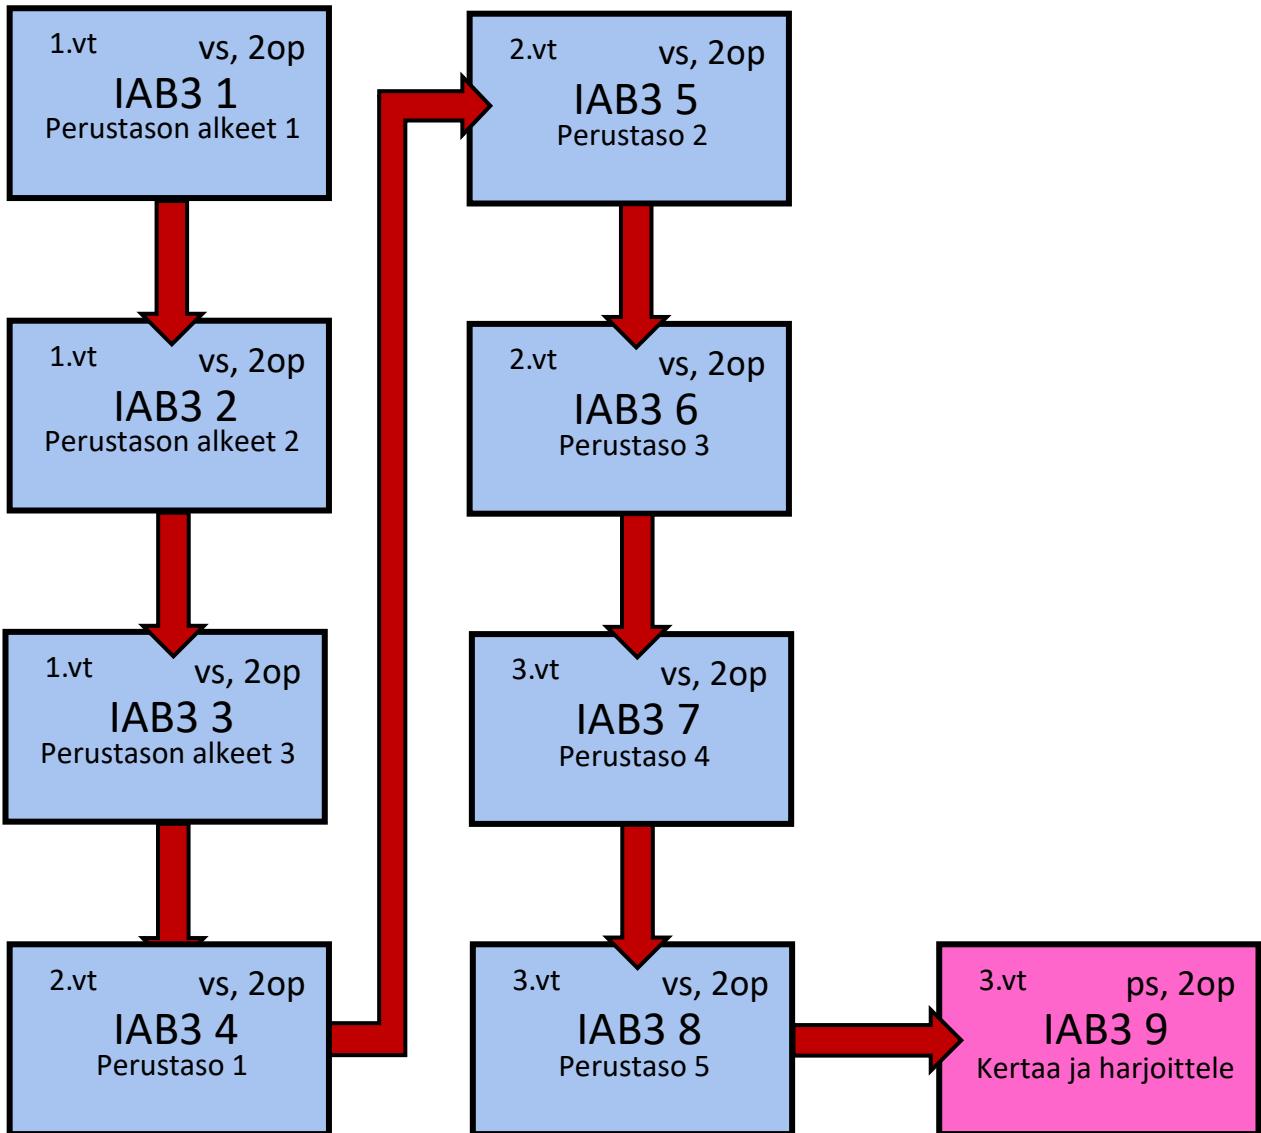 1.vt vs, 2op
IAB3 1
Perustason alkeet 1
1.vt vs, 2op
IAB3 2
Perustason alkeet 2
1.vt vs, 2op
IAB3 3
Perustason alkeet 3
2.vt vs, 2op
IAB3 4
Perustaso 1
2.vt vs, 2op
IAB3 5
Perustaso 2
2.vt vs, 2op
IAB3 6
Perustaso 3
3.vt vs, 2op
IAB3 7
Perustaso 4
3.vt vs, 2op
IAB3 8
Perustaso 5
3.vt ps, 2op
IAB3 9
Kertaa ja harjoittele